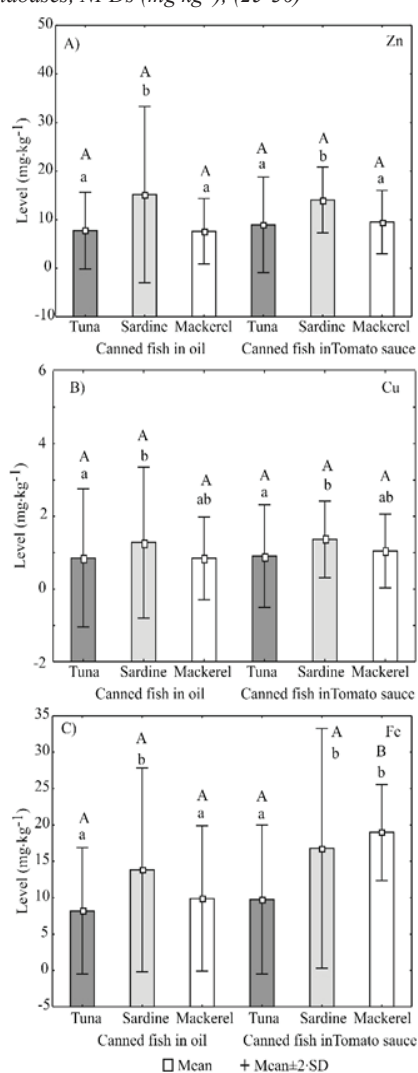 (mg kg⁻¹), (25-30)
A) Zn
50
40
30
20
10
0
-10
Level (mg·kg⁻¹)
A A A A A A
a b a a b a
Tuna Sardine Mackerel Tuna Sardine Mackerel
Canned fish in oil Canned fish inTomato sauce
B) Cu
6
4
2
0
-2
Level (mg·kg⁻¹)
A A A A A A
a b ab a b ab
Tuna Sardine Mackerel Tuna Sardine Mackerel
Canned fish in oil Canned fish inTomato sauce
C) Fe
35
30
25
20
15
10
5
0
-5
Level (mg·kg⁻¹)
A A A A A B
a b a a b b
Tuna Sardine Mackerel Tuna Sardine Mackerel
Canned fish in oil Canned fish inTomato sauce
Mean Mean±2·SD